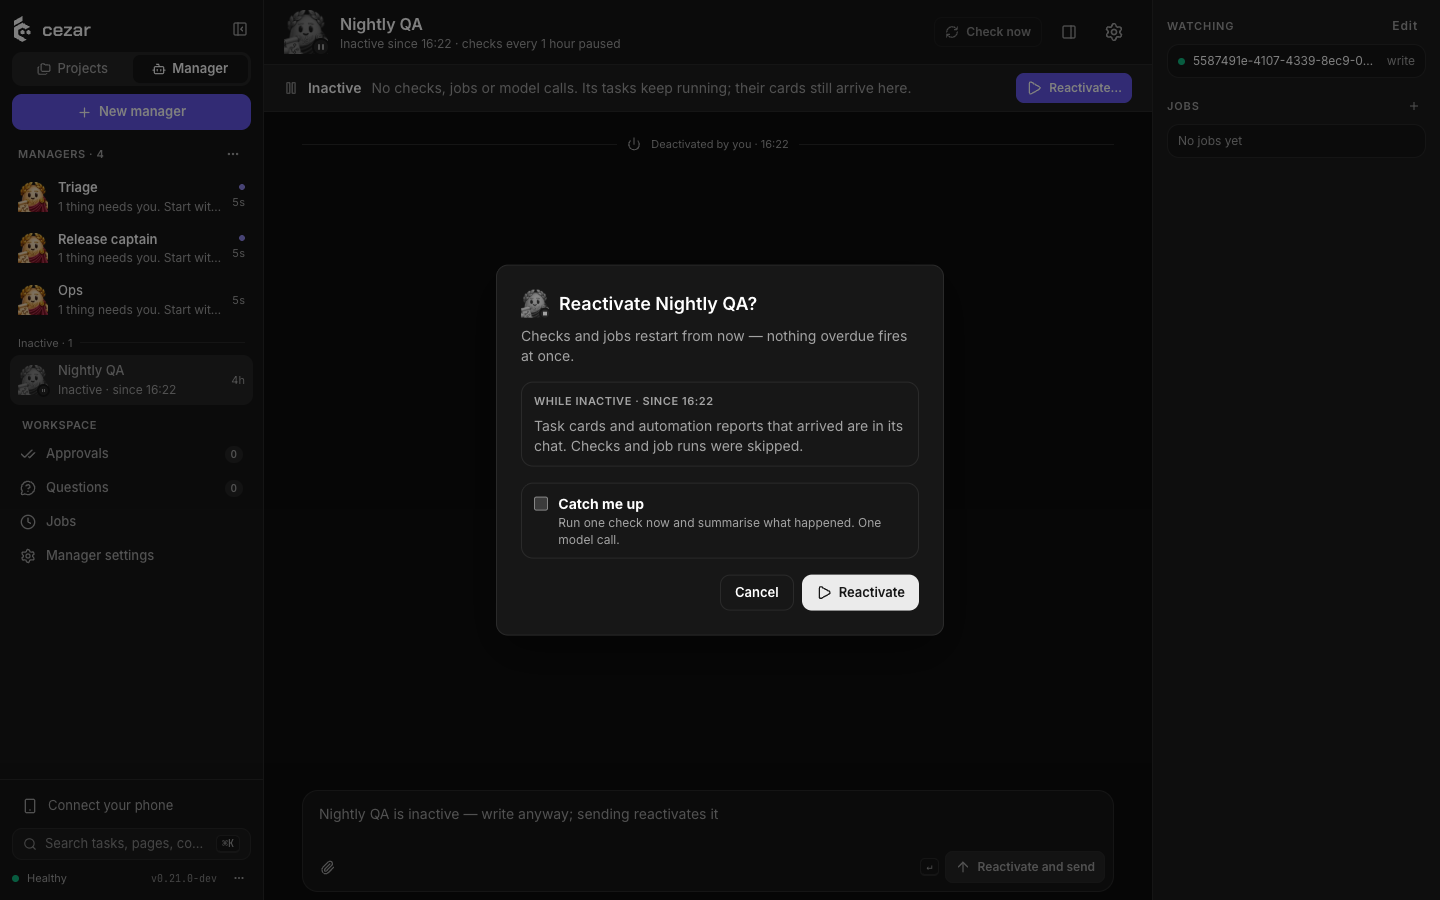 cezar
Projects
Manager
New manager
MANAGERS · 4
Triage
1 thing needs you. Start wit...
5s
Release captain
1 thing needs you. Start wit...
5s
Ops
1 thing needs you. Start wit...
5s
Inactive · 1
Nightly QA
Inactive · since 16:22
4h
WORKSPACE
Approvals
0
Questions
0
Jobs
Manager settings
Connect your phone
Search tasks, pages, co...
⌘K
Healthy
v0.21.0-dev
Nightly QA
Inactive since 16:22 · checks every 1 hour paused
Check now
Inactive
No checks, jobs or model calls. Its tasks keep running; their cards still arrive here.
Reactivate...
Deactivated by you · 16:22
Reactivate Nightly QA?
Checks and jobs restart from now — nothing overdue fires
at once.
WHILE INACTIVE · SINCE 16:22
Task cards and automation reports that arrived are in its
chat. Checks and job runs were skipped.
Catch me up
Run one check now and summarise what happened. One
model call.
Cancel
Reactivate
Nightly QA is inactive — write anyway; sending reactivates it
Reactivate and send
WATCHING
Edit
5587491e-4107-4339-8ec9-0...
write
JOBS
No jobs yet